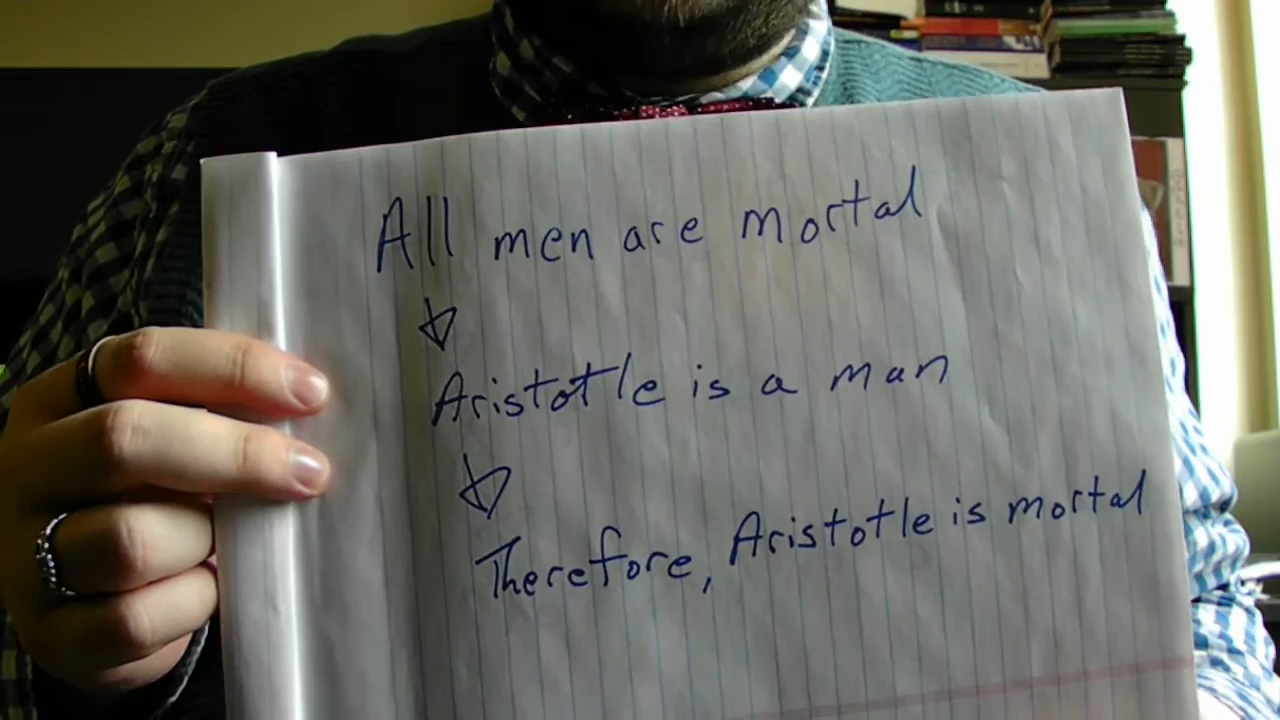 All men are mortal
Aristotle is a man
Therefore, Aristotle is mortal